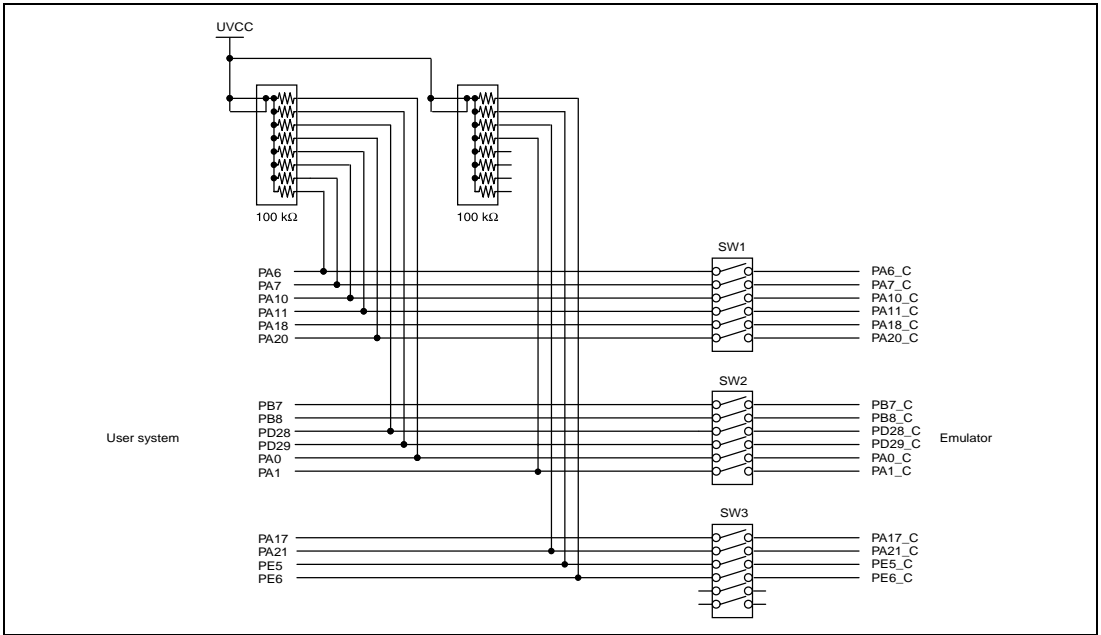 UVCC
100 kΩ
100 kΩ
SW1
PA6
PA6_C
PA7
PA7_C
PA10
PA10_C
PA11
PA11_C
PA18
PA18_C
PA20
PA20_C
SW2
PB7
PB7_C
PB8
PB8_C
PD28
PD28_C
User system
Emulator
PD29
PD29_C
PA0
PA0_C
PA1
PA1_C
SW3
PA17
PA17_C
PA21
PA21_C
PE5
PE5_C
PE6
PE6_C